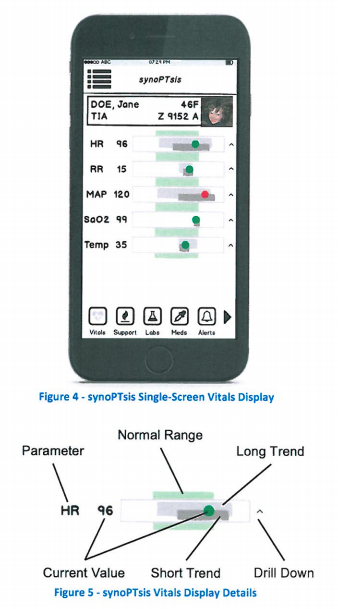 ABC 07:29 PM
synoPTsis
DOE, Jane 46F
TIA Z 9152 A
HR 96
RR 15
MAP 120
SaO2 99
Temp 35
Vitals Support Labs Meds Alerts
Figure 4 - synoPTsis Single-Screen Vitals Display
Normal Range
Parameter Long Trend
HR 96
Current Value Short Trend Drill Down
Figure 5 - synoPTsis Vitals Display Details